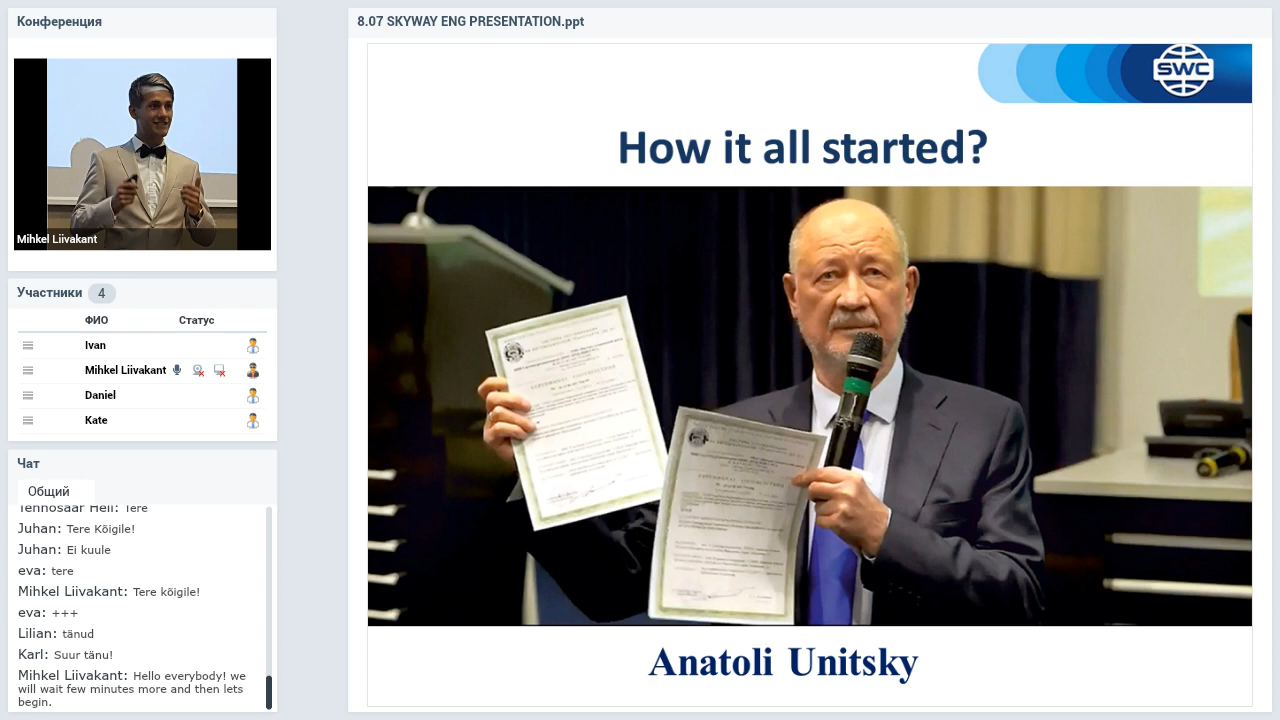 Конференция
Mihkel Liivakant
Участники 4
ФИО Статус
Ivan
Mihkel Liivakant
Daniel
Kate
Чат
Общий
Tennosaar Heli: Tere
Juhan: Tere Kõigile!
Juhan: Ei kuule
eva: tere
Mihkel Liivakant: Tere kõigile!
eva: +++
Lilian: tänud
Karl: Suur tänu!
Mihkel Liivakant: Hello everybody! we
will wait few minutes more and then lets
begin.
8.07 SKYWAY ENG PRESENTATION.ppt
SWC
How it all started?
Anatoli Unitsky